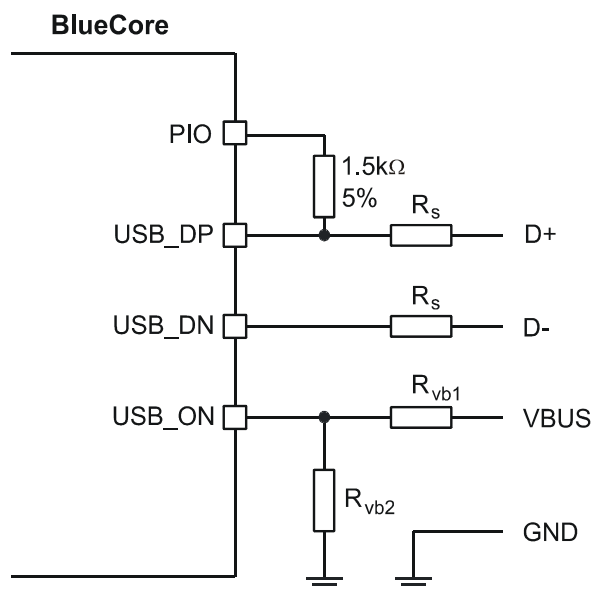 BlueCore
PIO
1.5kΩ
5%
USB_DP
Rs
D+
USB_DN
Rs
D-
USB_ON
Rvb1
VBUS
Rvb2
GND